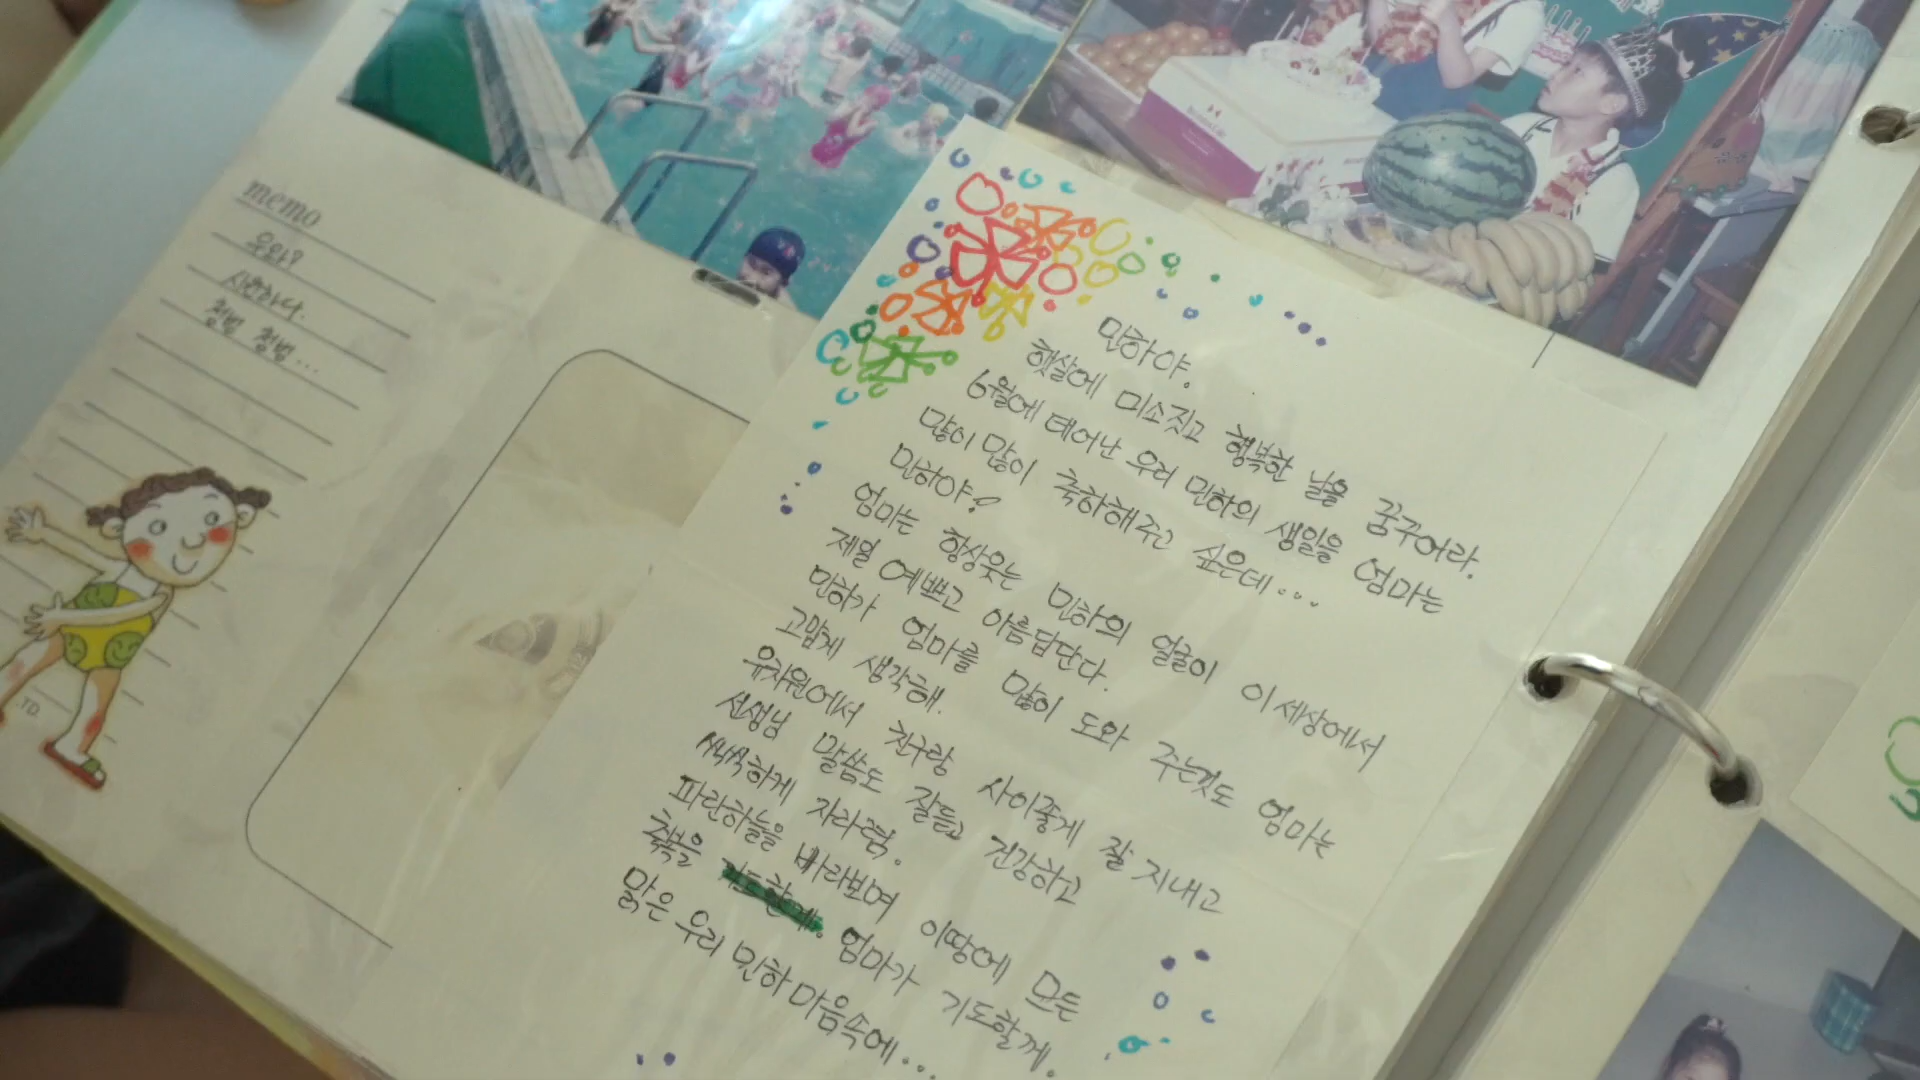 memo
우와?
시원하다.
첨벙 첨벙...
.TD.
민하야.
햇살에 미소짓고 행복한 날을 꿈꾸어라.
6월에 태어난 우리 민하의 생일을 엄마는
많이 많이 축하해주고 싶은데...
민하야?
엄마는 항상웃는 민하의 얼굴이 이세상에서
제일 예쁘고 아름답단다.
민하가 엄마를 많이 도와 주는것도 엄마는
고맙게 생각해.
유치원에서 친구랑 사이좋게 잘 지내고
선생님 말씀도 잘듣고 건강하고
씩씩하게 자라렴.
파란하늘을 바라보며 이땅에 모든
축복을 엄마가 기도할께.
맑은 우리 민하 마음속에...